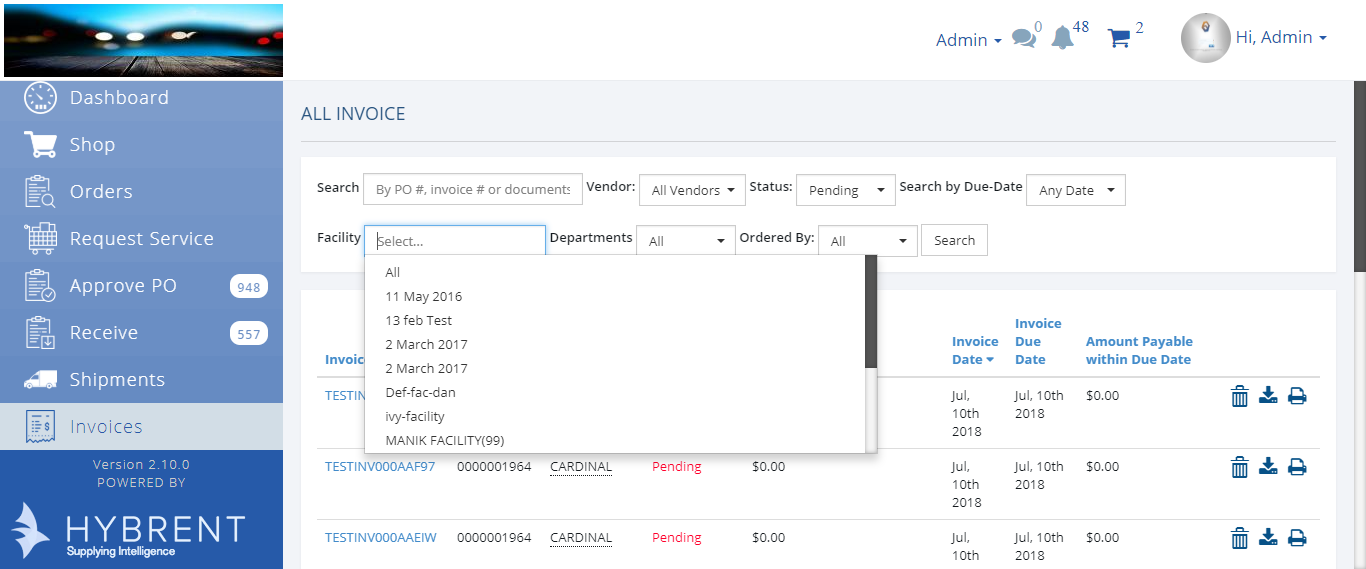 Admin
0
48
2
Hi, Admin
Dashboard
Shop
Orders
Request Service
Approve PO 948
Receive 557
Shipments
Invoices
Version 2.10.0
POWERED BY
HYBRENT
Supplying Intelligence
ALL INVOICE
Search By PO #, invoice # or documents Vendor: All Vendors Status: Pending Search by Due-Date Any Date
Facility Select... Departments All Ordered By: All Search
All
11 May 2016
13 feb Test
2 March 2017
2 March 2017
Def-fac-dan
ivy-facility
MANIK FACILITY(99)
Invoice Date
Invoice Due Date
Amount Payable within Due Date
Jul, 10th 2018 Jul, 10th 2018 $0.00
TESTINV000AAF97 0000001964 CARDINAL Pending $0.00 Jul, 10th 2018 Jul, 10th 2018 $0.00
TESTINV000AAEIW 0000001964 CARDINAL Pending $0.00 Jul, 10th Jul, 10th 2018 $0.00